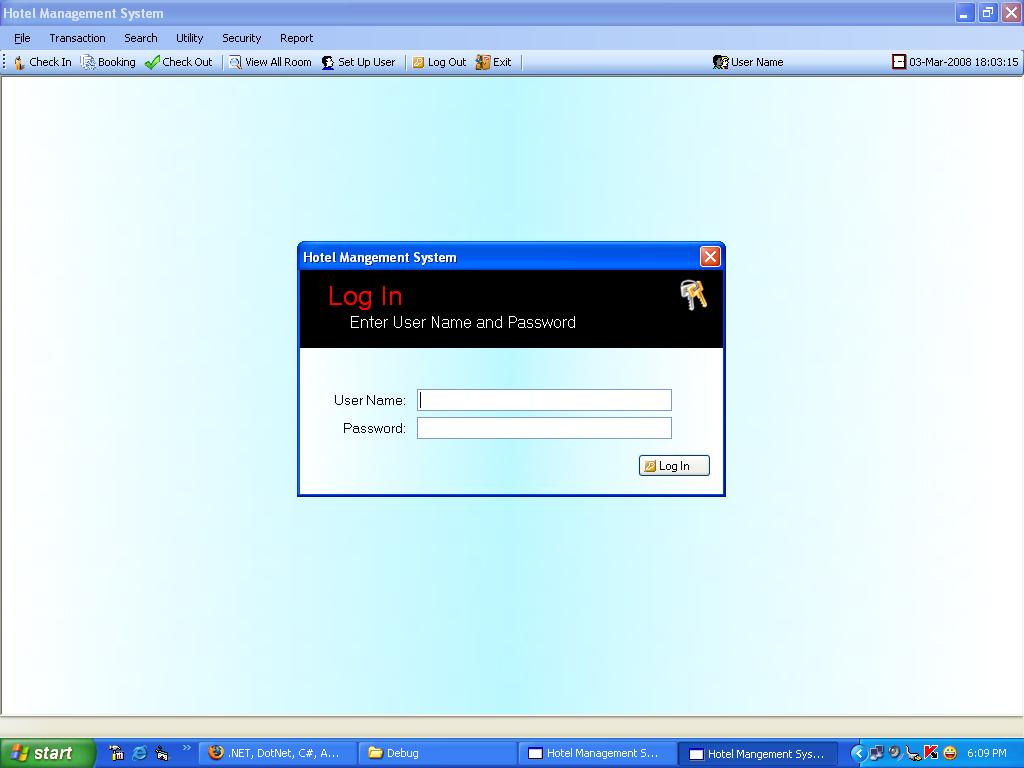 Hotel Management System
File Transaction Search Utility Security Report
Check In Booking Check Out View All Room Set Up User Log Out Exit User Name 03-Mar-2008 18:03:15
Hotel Mangement System
Log In
Enter User Name and Password
User Name:
Password:
Log In
start .NET, DotNet, C#, A... Debug Hotel Management S... Hotel Mangement Sys... 6:09 PM